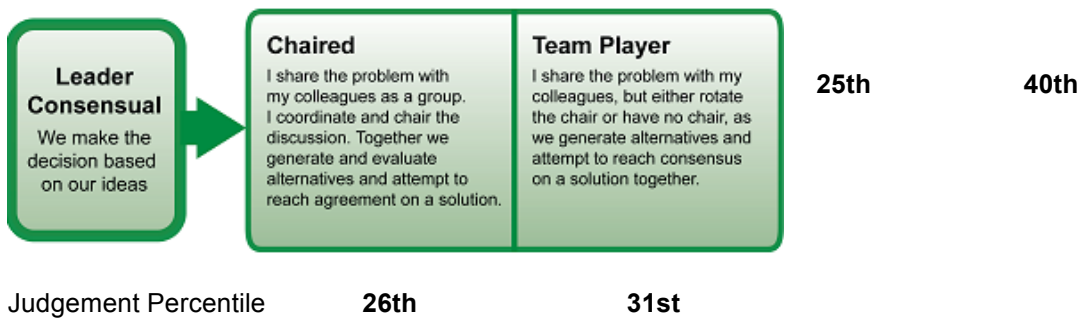 Leader
Consensual
We make the
decision based
on our ideas
Chaired
I share the problem with
my colleagues as a group.
I coordinate and chair the
discussion. Together we
generate and evaluate
alternatives and attempt to
reach agreement on a solution.
Team Player
I share the problem with my
colleagues, but either rotate
the chair or have no chair, as
we generate alternatives and
attempt to reach consensus
on a solution together.
25th 40th
Judgement Percentile 26th 31st